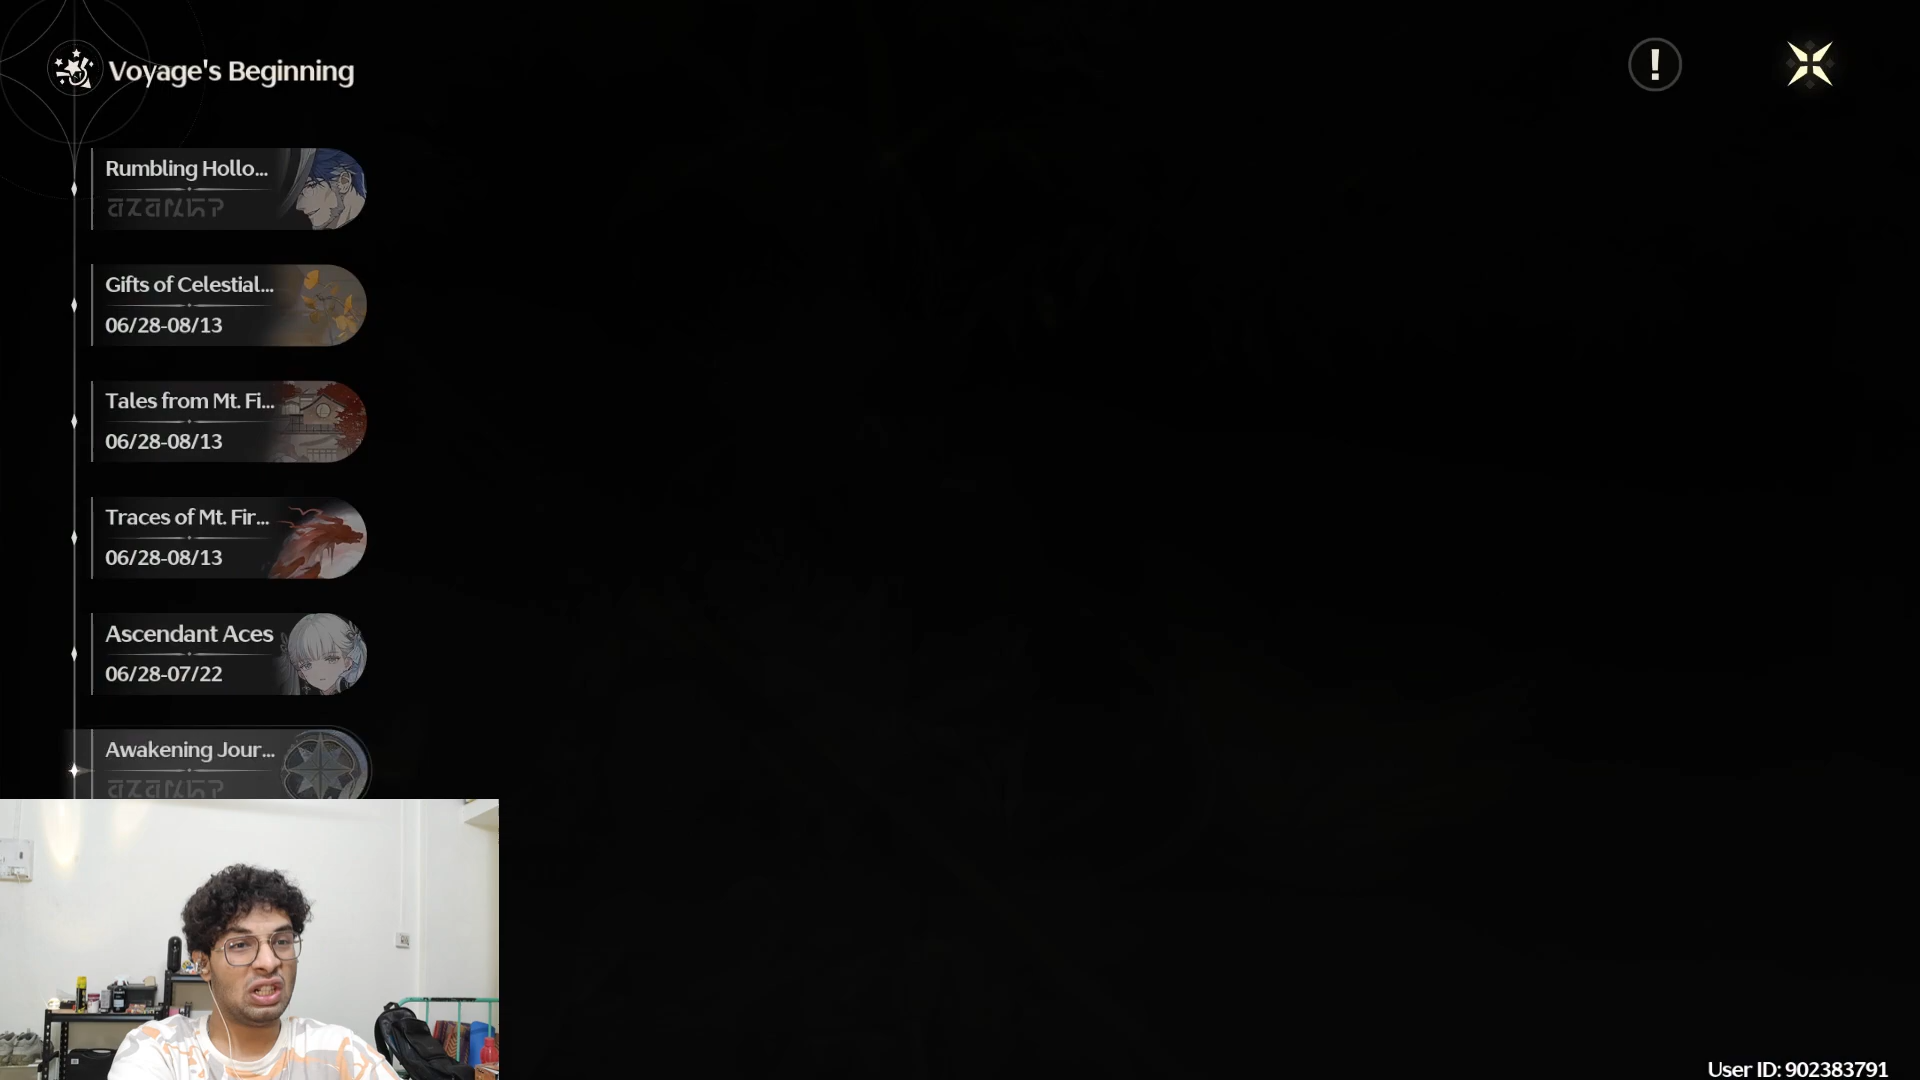 Voyage's Beginning
Rumbling Hollo...
Gifts of Celestial...
06/28-08/13
Tales from Mt. Fi...
06/28-08/13
Traces of Mt. Fir...
06/28-08/13
Ascendant Aces
06/28-07/22
Awakening Jour...
User ID: 902383791